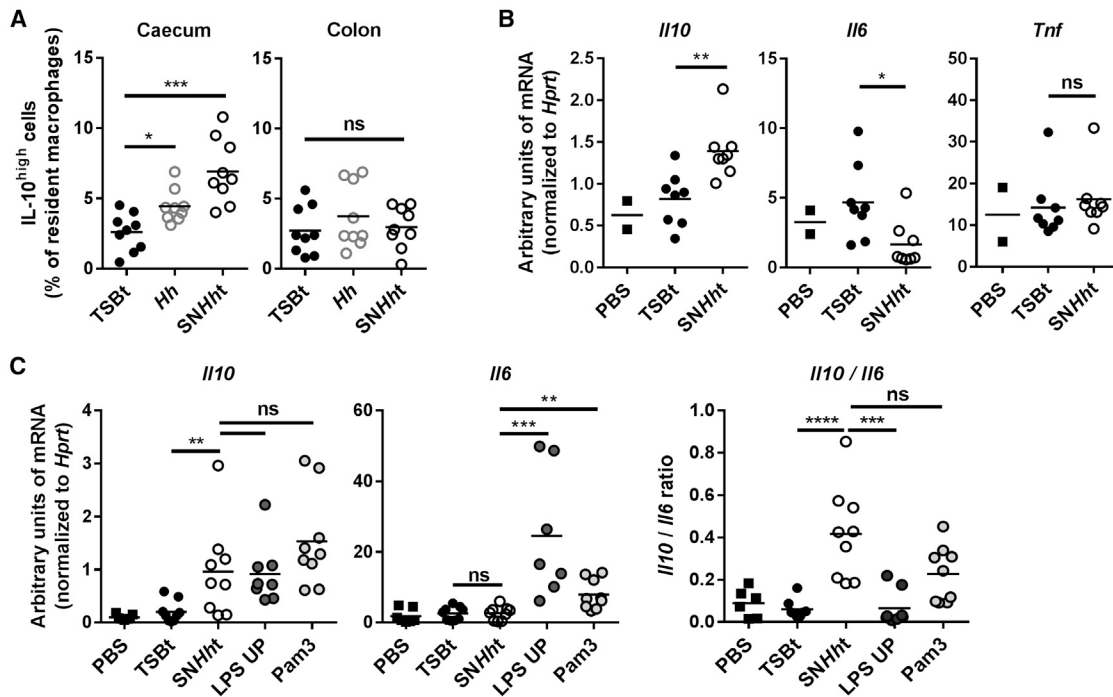 A
Caecum
Colon
IL-10high cells
(% of resident macrophages)
15
10
5
0
***
*
TSBt
Hh
SNHht
15
10
5
0
ns
TSBt
Hh
SNHht
B
Il10
Il6
Tnf
Arbitrary units of mRNA
(normalized to Hprt)
2.5
2.0
1.5
1.0
0.5
0.0
**
PBS
TSBt
SNHht
15
10
5
0
*
PBS
TSBt
SNHht
50
40
30
20
10
0
ns
PBS
TSBt
SNHht
C
Il10
Il6
Il10 / Il6
Arbitrary units of mRNA
(normalized to Hprt)
4
3
2
1
0
ns
**
PBS
TSBt
SNHht
LPS UP
Pam3
60
40
20
0
**
***
ns
PBS
TSBt
SNHht
LPS UP
Pam3
Il10 / Il6 ratio
1.0
0.8
0.6
0.4
0.2
0.0
ns
****
***
PBS
TSBt
SNHht
LPS UP
Pam3